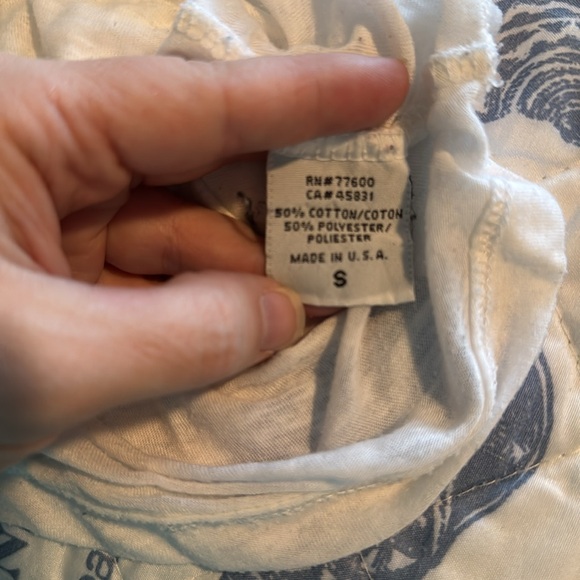 RN#77600
CA#45831
50% COTTON/COTON
50% POLYESTER/
POLIESTER
MADE IN U.S.A.
S